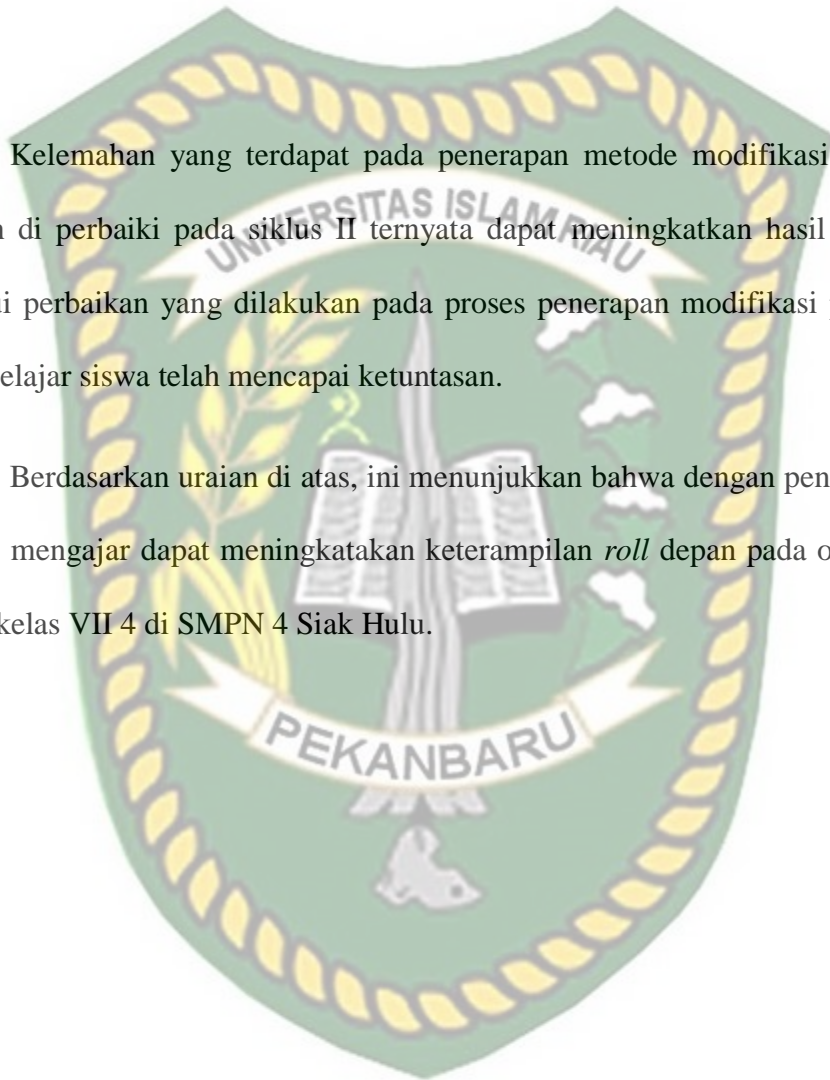 Kelemahan yang terdapat pada penerapan metode modifikasi
di perbaiki pada siklus II ternyata dapat meningkatkan hasil
perbaikan yang dilakukan pada proses penerapan modifikasi
siswa telah mencapai ketuntasan.
Berdasarkan uraian di atas, ini menunjukkan bahwa dengan
mengajar dapat meningkatakan keterampilan roll depan pada
kelas VII 4 di SMPN 4 Siak Hulu.
UNIVERSITAS ISLAM RIAU
PEKANBARU